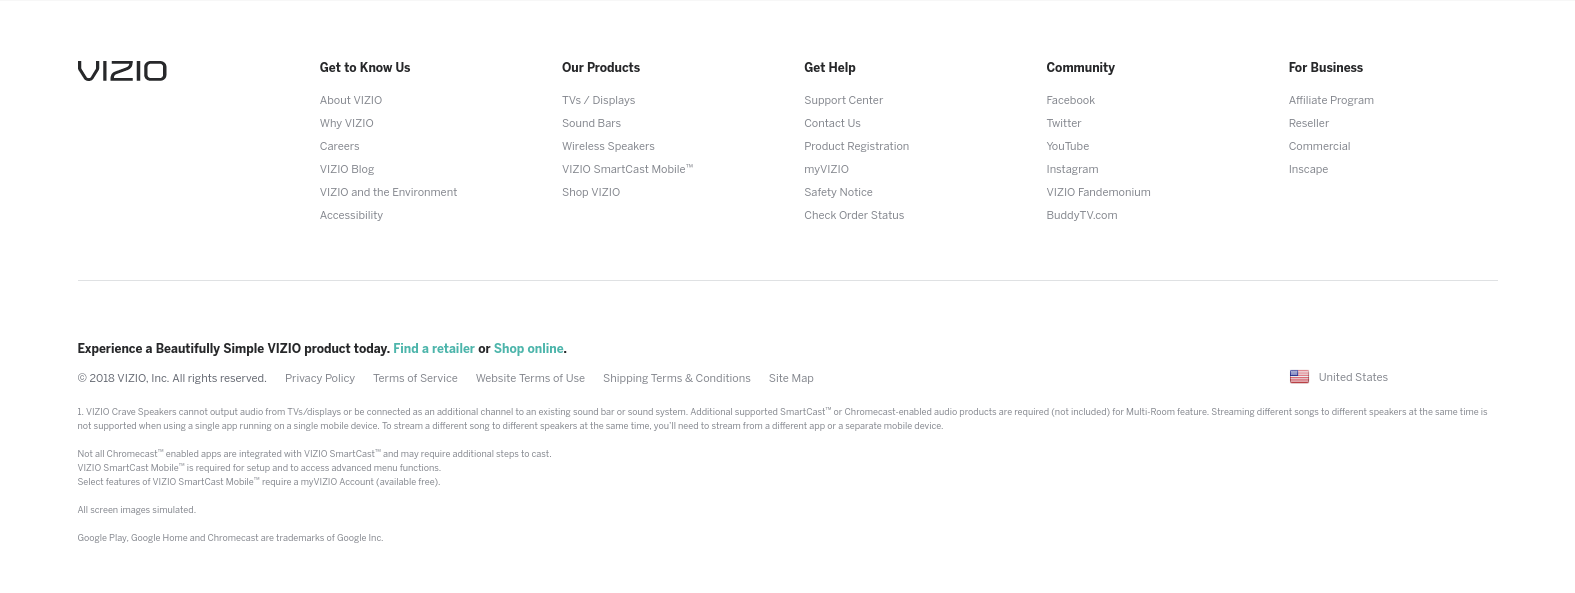 VIZIO
Get to Know Us
About VIZIO
Why VIZIO
Careers
VIZIO Blog
VIZIO and the Environment
Accessibility
Our Products
TVs / Displays
Sound Bars
Wireless Speakers
VIZIO SmartCast Mobile™
Shop VIZIO
Get Help
Support Center
Contact Us
Product Registration
myVIZIO
Safety Notice
Check Order Status
Community
Facebook
Twitter
YouTube
Instagram
VIZIO Fandemonium
BuddyTV.com
For Business
Affiliate Program
Reseller
Commercial
Inscape
Experience a Beautifully Simple VIZIO product today. Find a retailer or Shop online.
© 2018 VIZIO, Inc. All rights reserved. Privacy Policy Terms of Service Website Terms of Use Shipping Terms & Conditions Site Map
United States
1. VIZIO Crave Speakers cannot output audio from TVs/displays or be connected as an additional channel to an existing sound bar or sound system. Additional supported SmartCast™ or Chromecast-enabled audio products are required (not included) for Multi-Room feature. Streaming different songs to different speakers at the same time is
not supported when using a single app running on a single mobile device. To stream a different song to different speakers at the same time, you'll need to stream from a different app or a separate mobile device.
Not all Chromecast™ enabled apps are integrated with VIZIO SmartCast™ and may require additional steps to cast.
VIZIO SmartCast Mobile™ is required for setup and to access advanced menu functions.
Select features of VIZIO SmartCast Mobile™ require a myVIZIO Account (available free).
All screen images simulated.
Google Play, Google Home and Chromecast are trademarks of Google Inc.